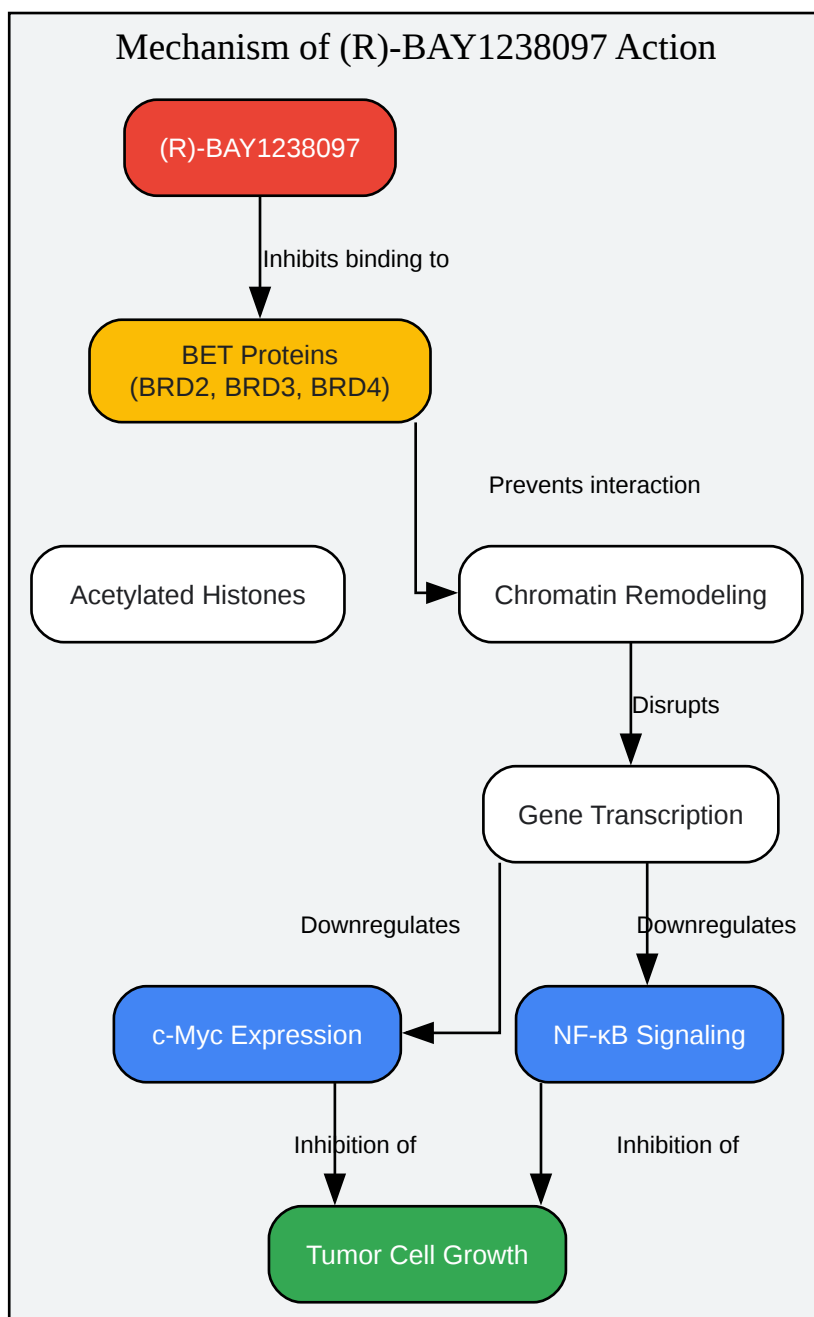 Mechanism of (R)-BAY1238097 Action
(R)-BAY1238097
Inhibits binding to
BET Proteins
(BRD2, BRD3, BRD4)
Prevents interaction
Acetylated Histones
Chromatin Remodeling
Disrupts
Gene Transcription
Downregulates
Downregulates
c-Myc Expression
NF-κB Signaling
Inhibition of
Inhibition of
Tumor Cell Growth